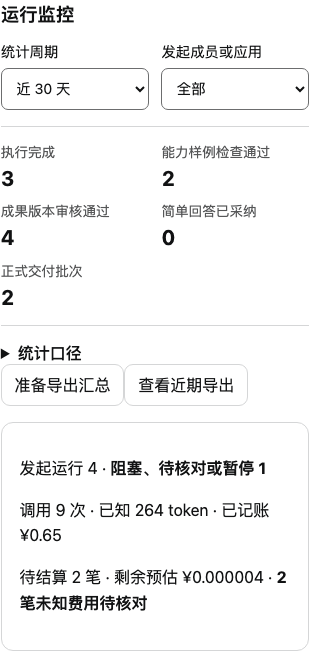 运行监控
统计周期 发起成员或应用
近 30 天 全部
执行完成 能力样例检查通过
3 2
成果版本审核通过 简单回答已采纳
4 0
正式交付批次
2
统计口径
准备导出汇总 查看近期导出
发起运行 4 · 阻塞、待核对或暂停 1
调用 9 次 · 已知 264 token · 已记账
¥0.65
待结算 2 笔 · 剩余预估 ¥0.000004 · 2
笔未知费用待核对